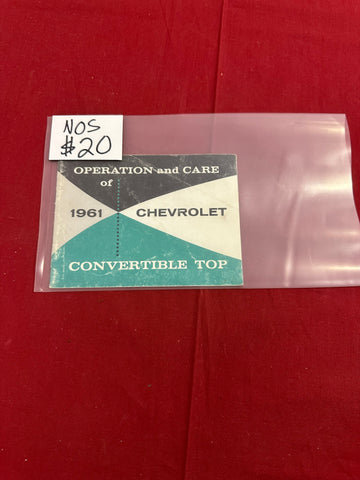 NOS
$20
OPERATION and CARE
of
1961 CHEVROLET
CONVERTIBLE TOP